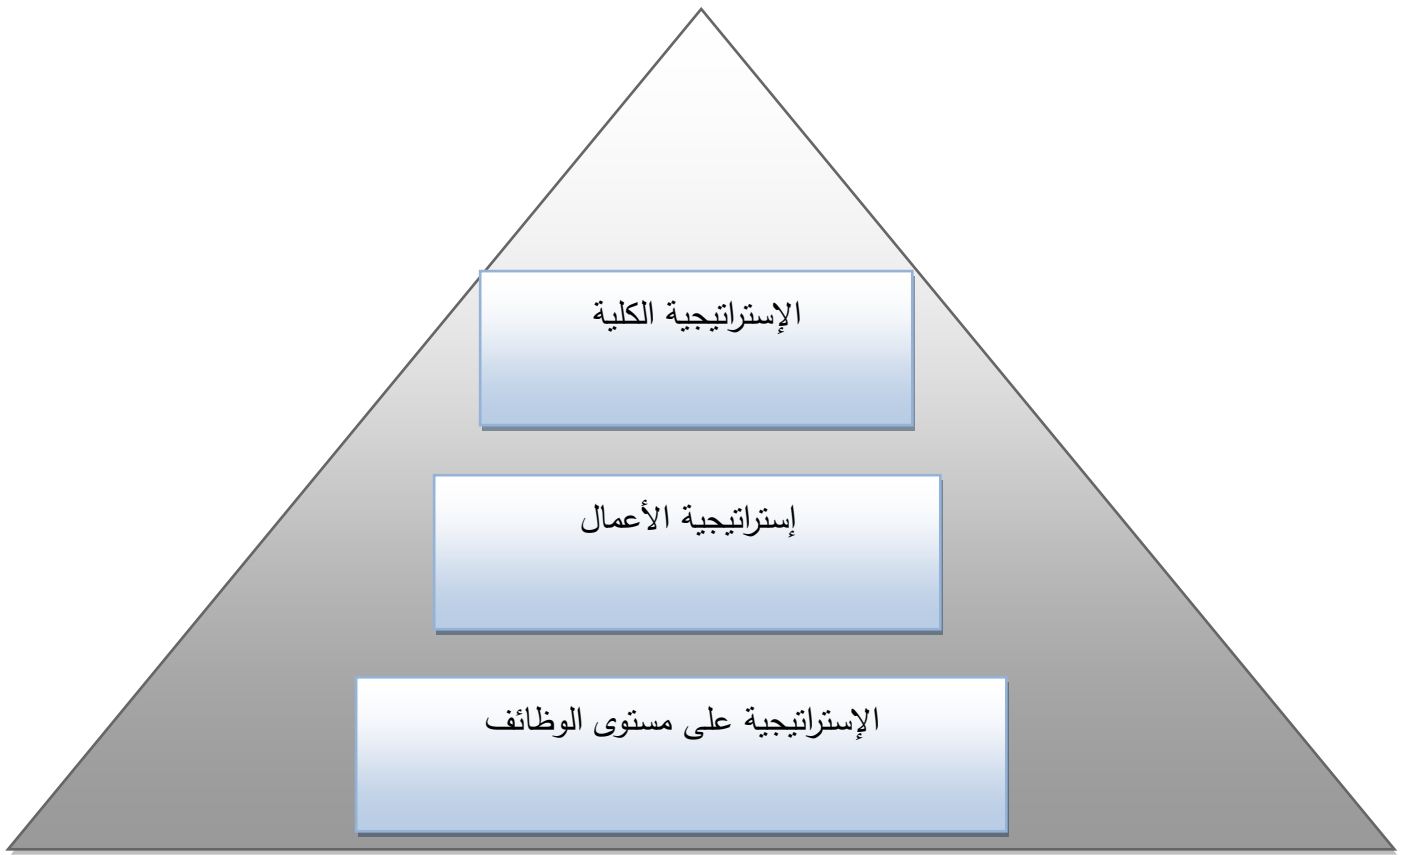 الإستراتيجية الكلية
إستراتيجية الأعمال
الإستراتيجية على مستوى الوظائف